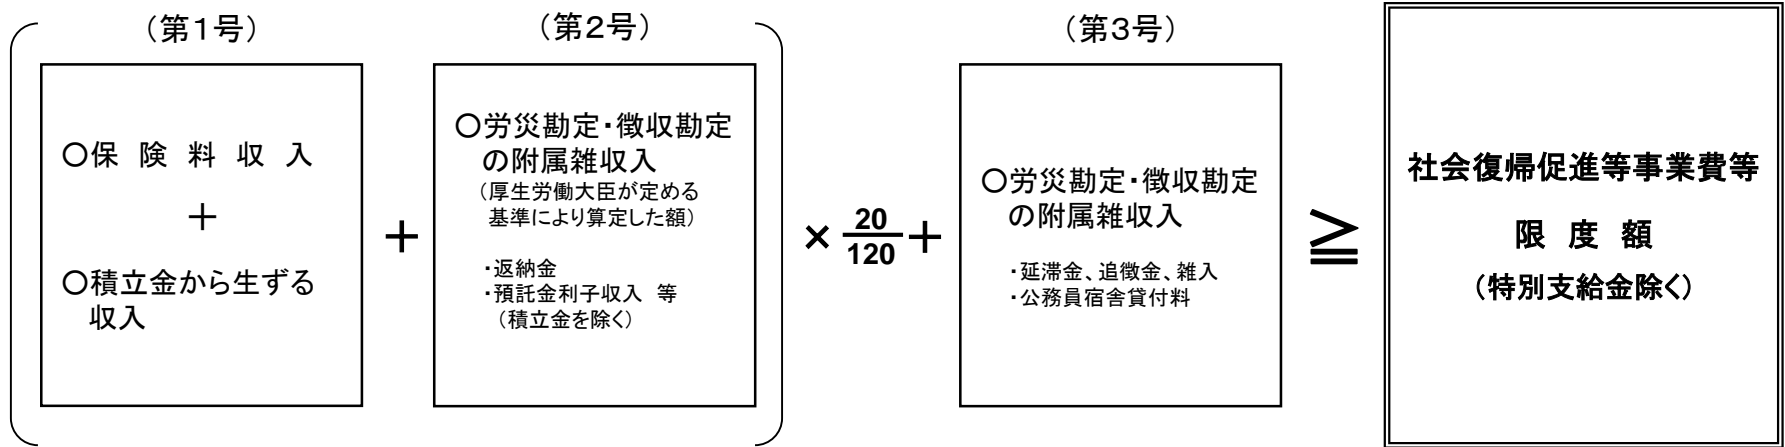 （第１号）
〇保 険 料 収 入
＋
〇積立金から生ずる
収入
＋
（第２号）
〇労災勘定・徴収勘定
の附属雑収入
（厚生労働大臣が定める
基準により算定した額）
・返納金
・預託金利子収入 等
（積立金を除く）
× 20
120
＋
（第３号）
〇労災勘定・徴収勘定
の附属雑収入
・延滞金、追徴金、雑入
・公務員宿舎貸付料
≧
社会復帰促進等事業費等
限 度 額
（特別支給金除く）